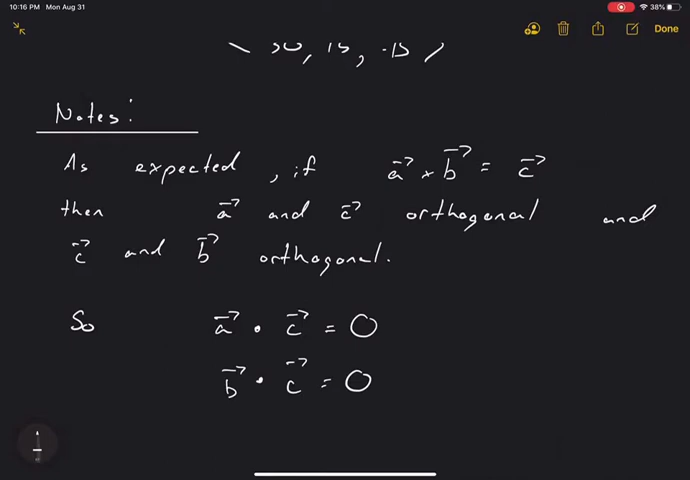 10:16 PM Mon Aug 31
38%
Done
Notes:
As expected, if a⃗ × b⃗ = c⃗
then a⃗ and c⃗ orthogonal and
c⃗ and b⃗ orthogonal.
So a⃗ · c⃗ = 0
b⃗ · c⃗ = 0